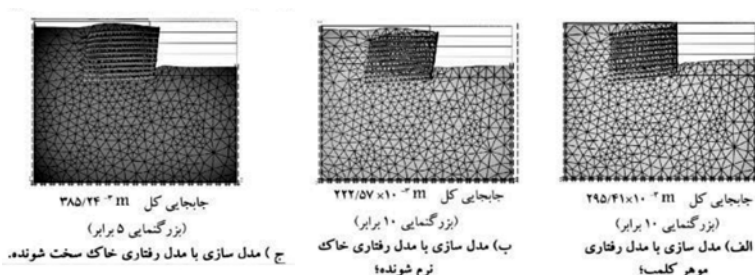 جابجایی کل ۲۹۵/۴۱×۱۰ ⁻³ m
(بزرگنمایی ۱۰ برابر)
الف) مدل سازی با مدل رفتاری
موهر کلمب؛
جابجایی کل ۲۲۲/۵۷×۱۰ ⁻³ m
(بزرگنمایی ۱۰ برابر)
ب) مدل سازی با مدل رفتاری خاک
نرم شونده؛
جابجایی کل ۳۸۵/۲۴ ⁻³ m
(بزرگنمایی ۵ برابر)
ج ) مدل سازی با مدل رفتاری خاک سخت شونده.